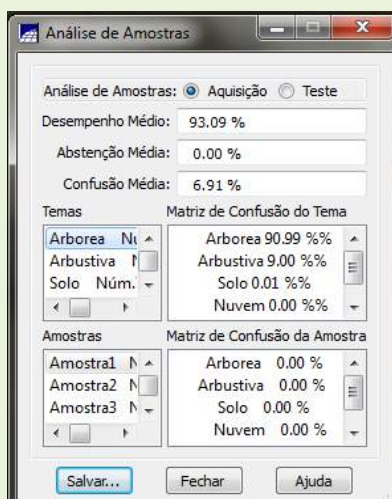 Análise de Amostras
Análise de Amostras: Aquisição Teste
Desempenho Médio: 93.09 %
Abstenção Média: 0.00 %
Confusão Média: 6.91 %
Temas Matriz de Confusão do Tema
Arborea Arborea 90.99 %%
Arbustiva Arbustiva 9.00 %%
Solo Núm. Solo 0.01 %%
Nuvem 0.00 %%
Amostras Matriz de Confusão da Amostra
Amostra1 Arborea 0.00 %
Amostra2 Arbustiva 0.00 %
Amostra3 Solo 0.00 %
Nuvem 0.00 %
Salvar... Fechar Ajuda